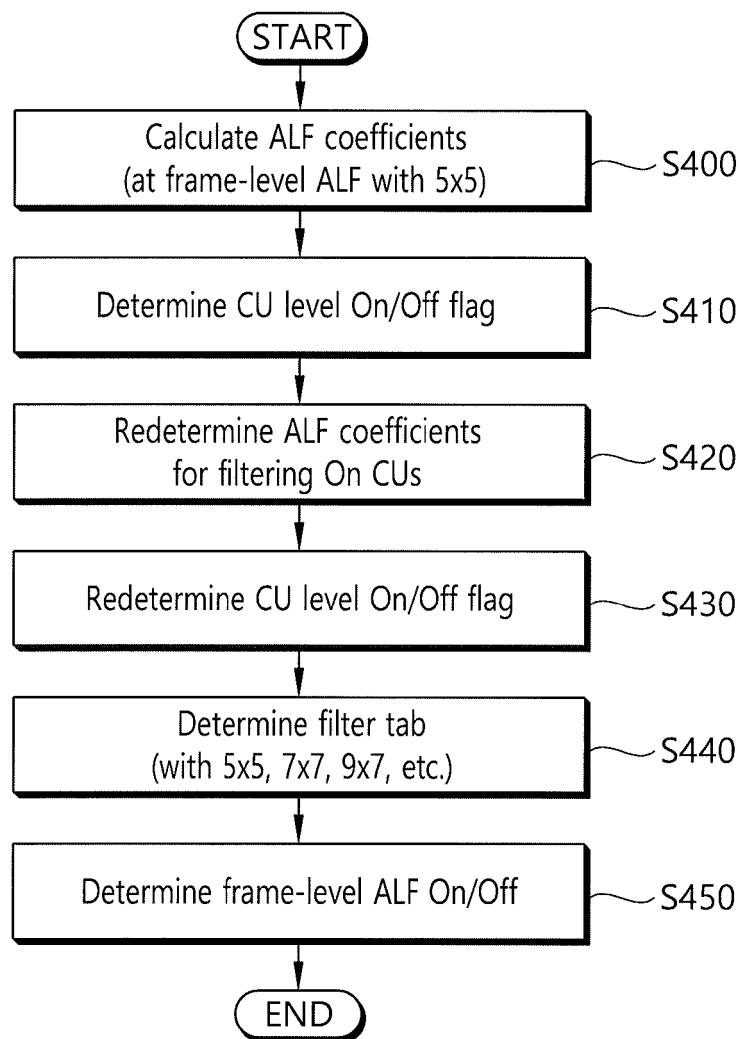 START
Calculate ALF coefficients
(at frame-level ALF with 5x5)
S400
Determine CU level On/Off flag
S410
Redetermine ALF coefficients
for filtering On CUs
S420
Redetermine CU level On/Off flag
S430
Determine filter tab
(with 5x5, 7x7, 9x7, etc.)
S440
Determine frame-level ALF On/Off
S450
END